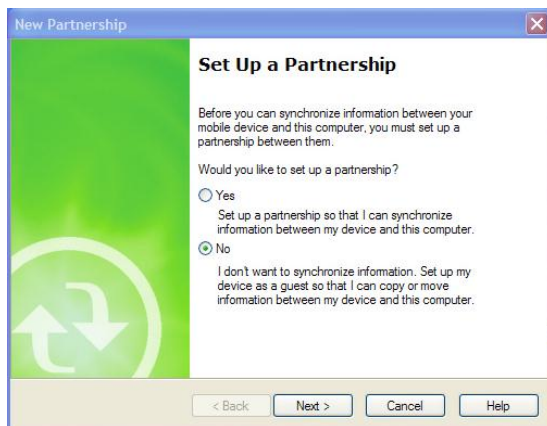 New Partnership
Set Up a Partnership
Before you can synchronize information between your
mobile device and this computer, you must set up a
partnership between them.
Would you like to set up a partnership?
Yes
Set up a partnership so that I can synchronize
information between my device and this computer.
No
I don't want to synchronize information. Set up my
device as a guest so that I can copy or move
information between my device and this computer.
< Back Next > Cancel Help